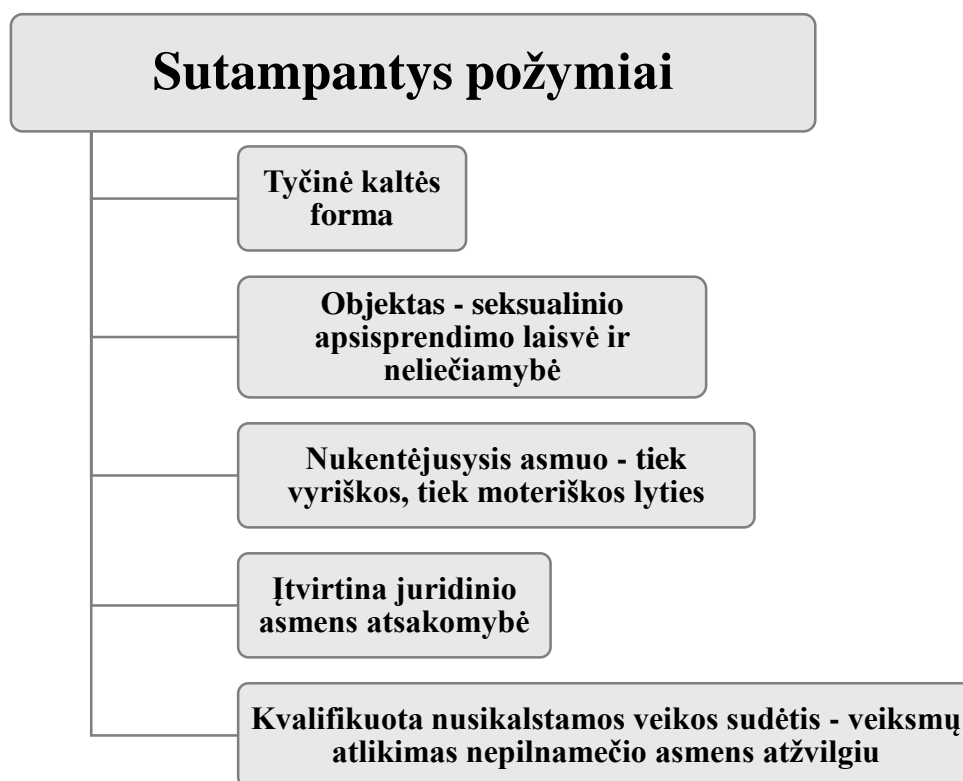 Sutampantys požymiai
Tyčinė kaltės
forma
Objektas - seksualinio
apsisprendimo laisvė ir
neliečiamybė
Nukentėjusysis asmuo - tiek
vyriškos, tiek moteriškos lyties
Įtvirtina juridinio
asmens atsakomybė
Kvalifikuota nusikalstamos veikos sudėtis - veiksmų
atlikimas nepilnamečio asmens atžvilgiu